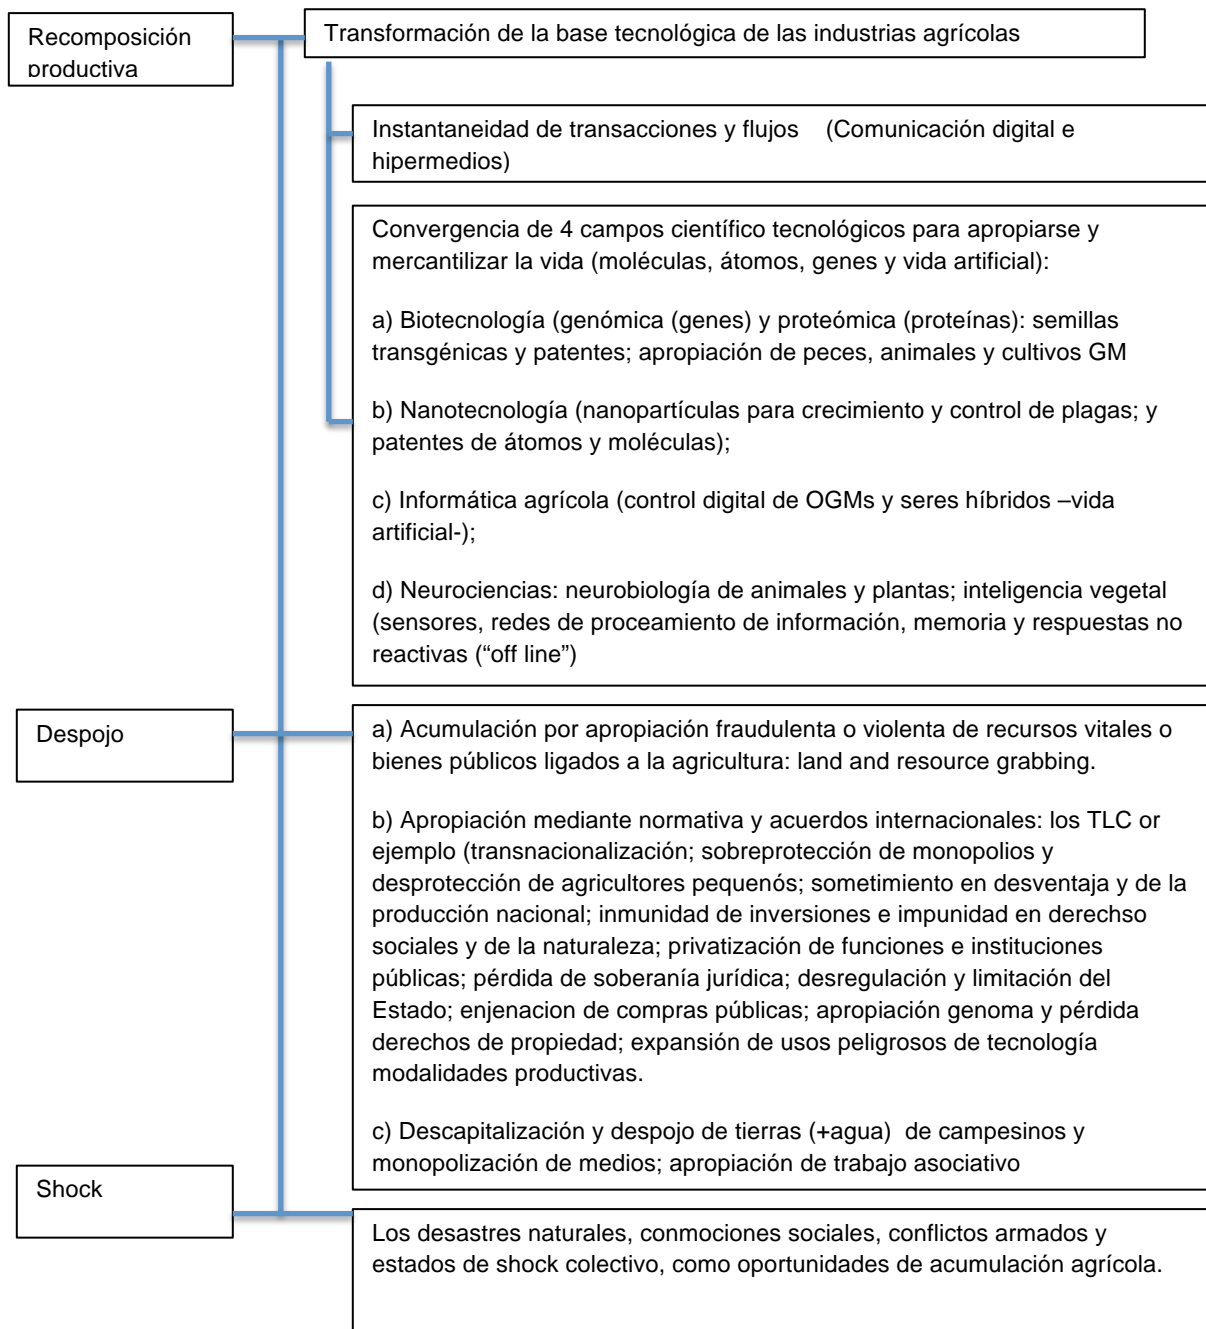 Recomposición
productiva
Transformación de la base tecnológica de las industrias agrícolas
Instantaneidad de transacciones y flujos (Comunicación digital e
hipermedios)
Convergencia de 4 campos científico tecnológicos para apropiarse y
mercantilizar la vida (moléculas, átomos, genes y vida artificial):
a) Biotecnología (genómica (genes) y proteómica (proteínas): semillas
transgénicas y patentes; apropiación de peces, animales y cultivos GM
b) Nanotecnología (nanopartículas para crecimiento y control de plagas; y
patentes de átomos y moléculas);
c) Informática agrícola (control digital de OGMs y seres híbridos –vida
artificial-);
d) Neurociencias: neurobiología de animales y plantas; inteligencia vegetal
(sensores, redes de proceamiento de información, memoria y respuestas no
reactivas (“off line”)
Despojo
a) Acumulación por apropiación fraudulenta o violenta de recursos vitales o
bienes públicos ligados a la agricultura: land and resource grabbing.
b) Apropiación mediante normativa y acuerdos internacionales: los TLC or
ejemplo (transnacionalización; sobreprotección de monopolios y
desprotección de agricultores pequenós; sometimiento en desventaja y de la
producción nacional; inmunidad de inversiones e impunidad en derechso
sociales y de la naturaleza; privatización de funciones e instituciones
públicas; pérdida de soberanía jurídica; desregulación y limitación del
Estado; enjenacion de compras públicas; apropiación genoma y pérdida
derechos de propiedad; expansión de usos peligrosos de tecnología
modalidades productivas.
c) Descapitalización y despojo de tierras (+agua) de campesinos y
monopolización de medios; apropiación de trabajo asociativo
Shock
Los desastres naturales, conmociones sociales, conflictos armados y
estados de shock colectivo, como oportunidades de acumulación agrícola.